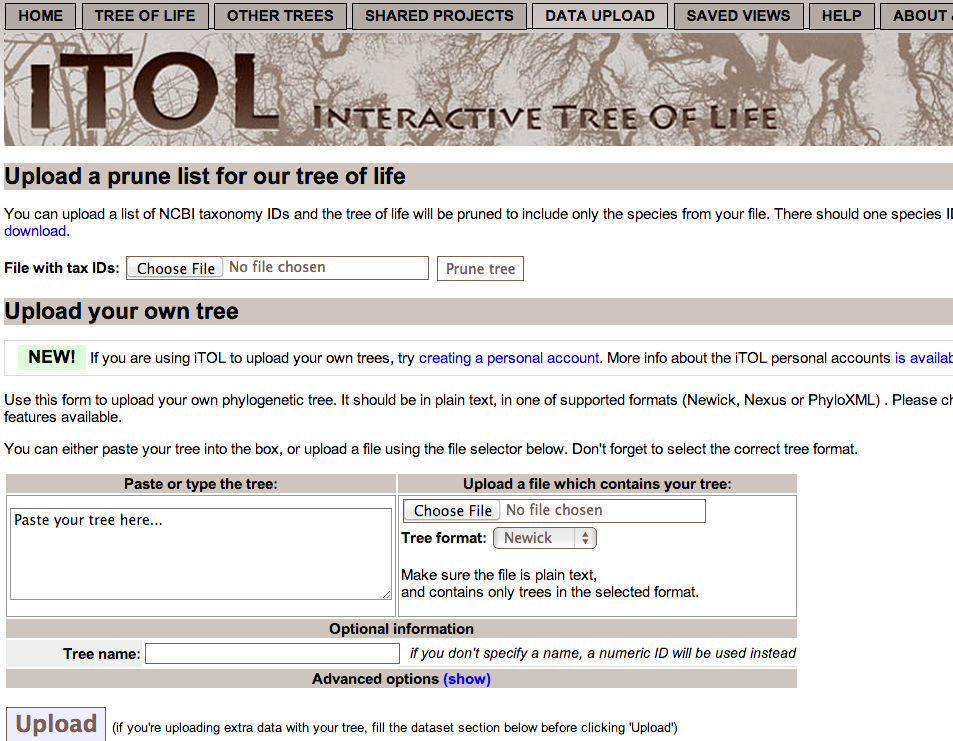 HOME TREE OF LIFE OTHER TREES SHARED PROJECTS DATA UPLOAD SAVED VIEWS HELP ABOUT
iTOL INTERACTIVE TREE OF LIFE
Upload a prune list for our tree of life
You can upload a list of NCBI taxonomy IDs and the tree of life will be pruned to include only the species from your file. There should one species
download.
File with tax IDs: Choose File No file chosen Prune tree
Upload your own tree
NEW! If you are using iTOL to upload your own trees, try creating a personal account. More info about the iTOL personal accounts is availab
Use this form to upload your own phylogenetic tree. It should be in plain text, in one of supported formats (Newick, Nexus or PhyloXML) . Please ch
features available.
You can either paste your tree into the box, or upload a file using the file selector below. Don't forget to select the correct tree format.
Paste or type the tree: Upload a file which contains your tree:
Paste your tree here... Choose File No file chosen
Tree format: Newick
Make sure the file is plain text,
and contains only trees in the selected format.
Optional information
Tree name: if you don't specify a name, a numeric ID will be used instead
Advanced options (show)
Upload (if you're uploading extra data with your tree, fill the dataset section below before clicking 'Upload')